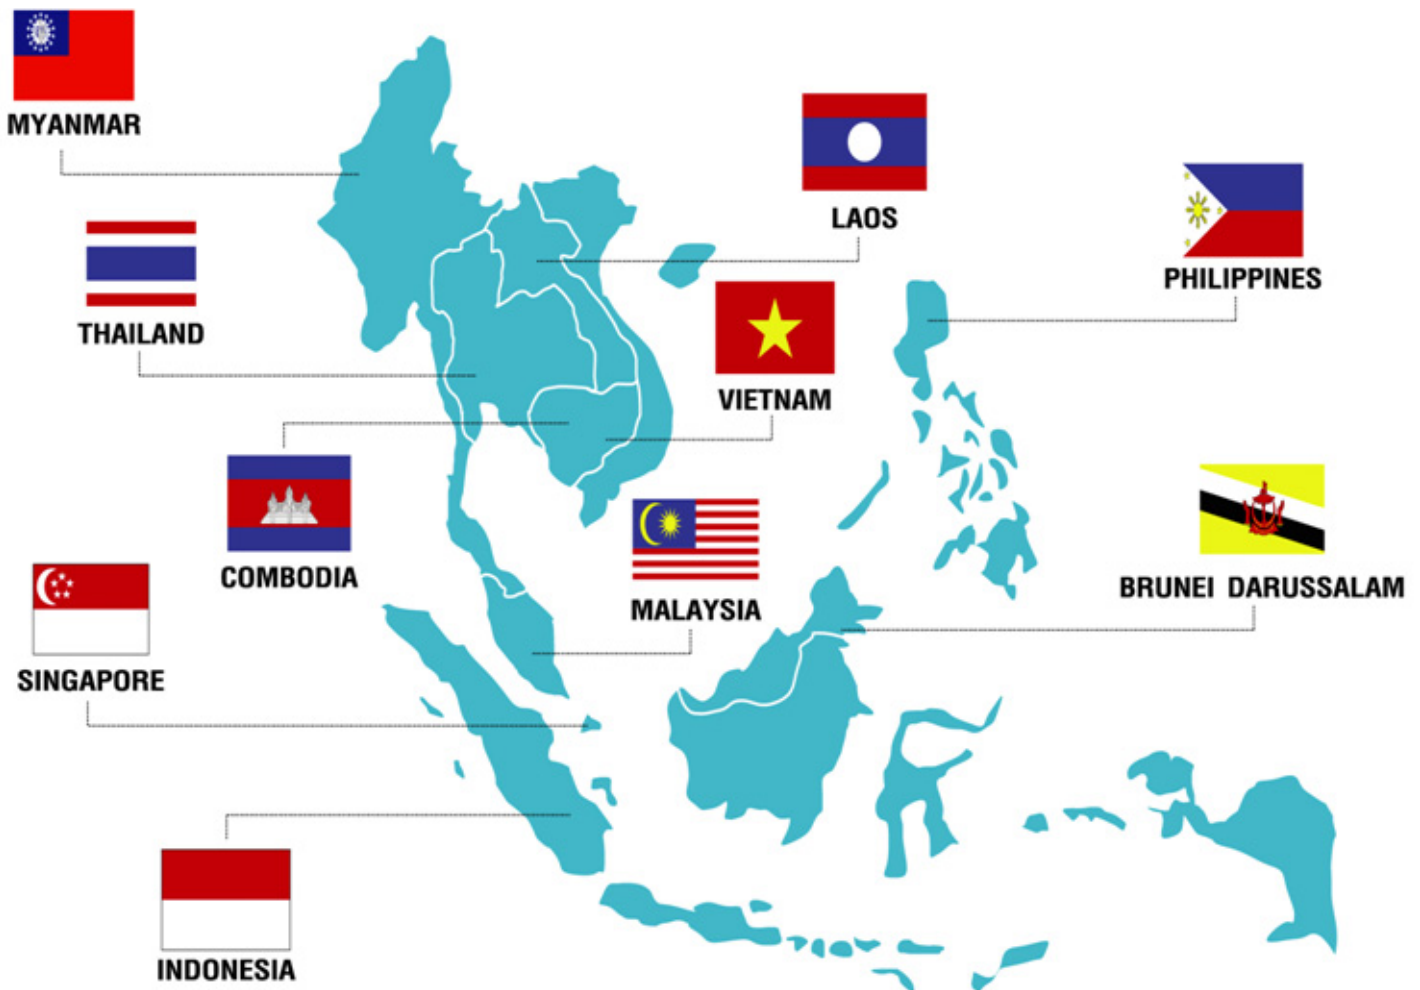 MYANMAR
LAOS
PHILIPPINES
THAILAND
VIETNAM
COMBODIA
MALAYSIA
BRUNEI DARUSSALAM
SINGAPORE
INDONESIA